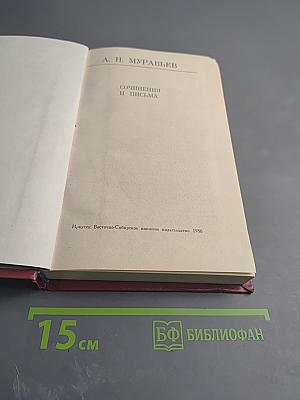 А. Н. МУРАВЬЕВ
СОЧИНЕНИЯ
И ПИСЬМА
Иркутск Восточно-Сибирское книжное издательство 1986
15 см
БФ БИБЛИОФАН